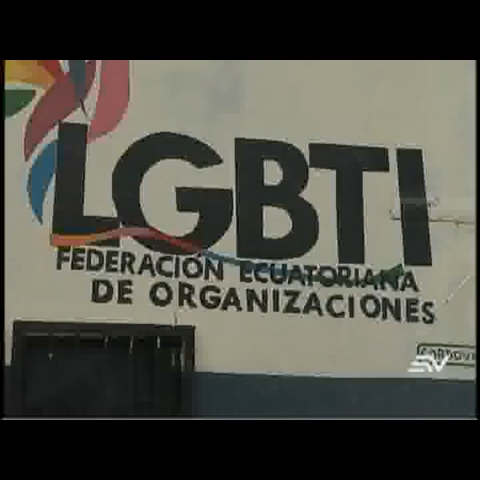 LGBTI
FEDERACIÓN ECUATORIANA
DE ORGANIZACIONES